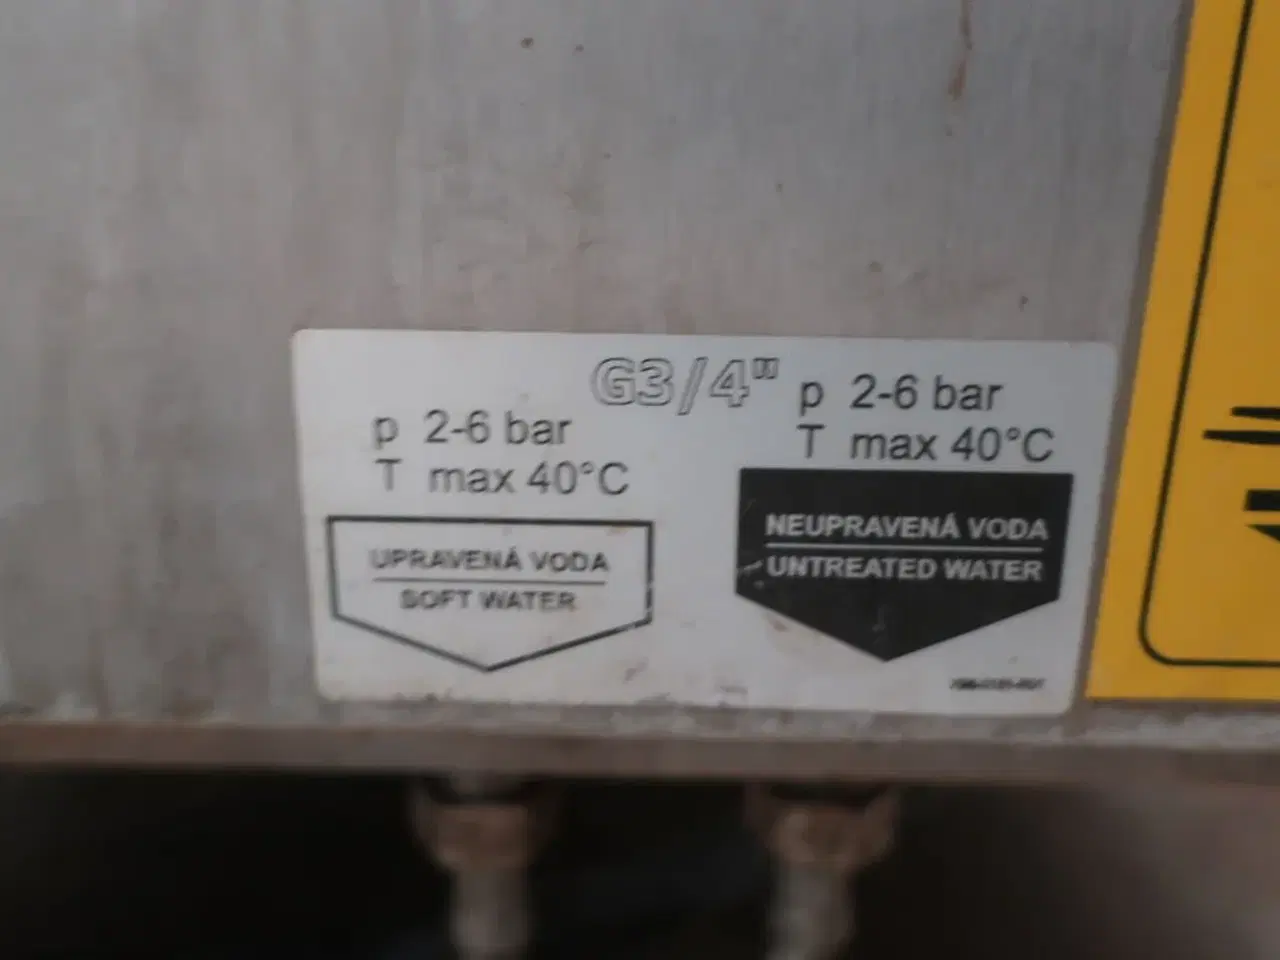 G3/4"
p 2-6 bar
T max 40°C
UPRAVENÁ VODA
SOFT WATER
p 2-6 bar
T max 40°C
NEUPRAVENÁ VODA
UNTREATED WATER